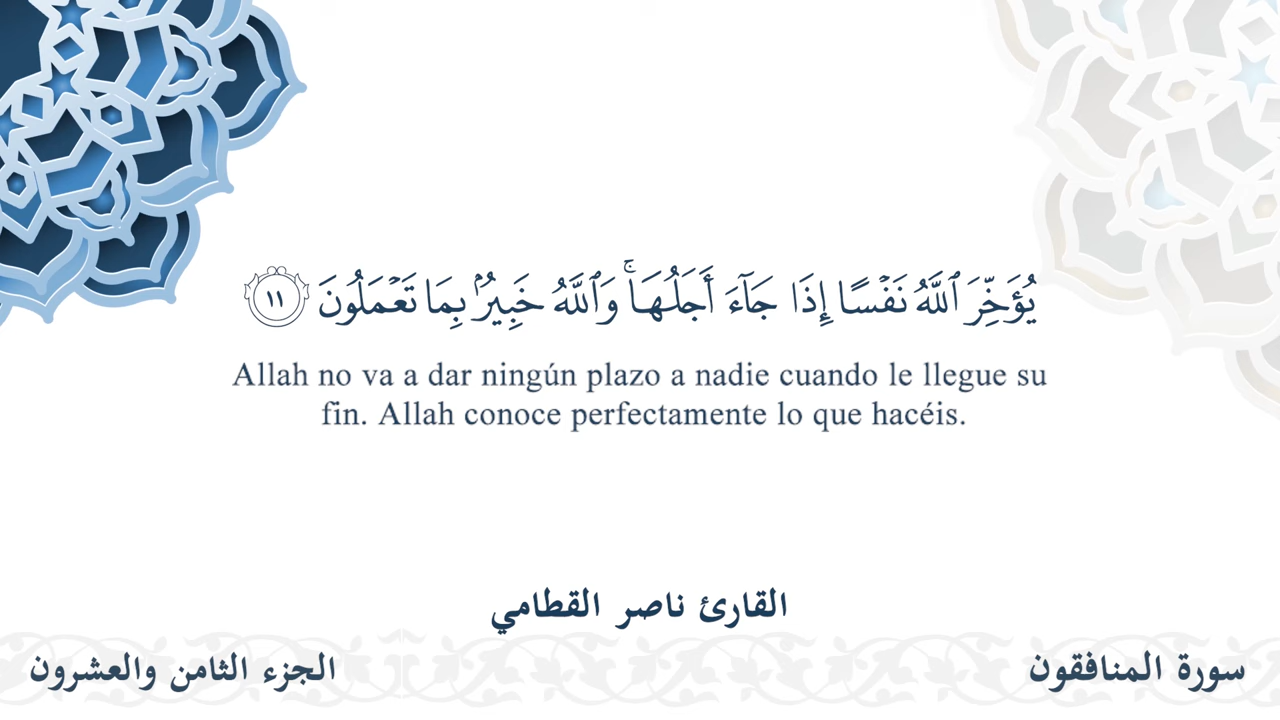 يُؤَخِّرَ ٱللَّهُ نَفْسًا إِذَا جَآءَ أَجَلُهَا ۚ وَٱللَّهُ خَبِيرٌۢ بِمَا تَعْمَلُونَ ١١
Allah no va a dar ningún plazo a nadie cuando le llegue su
fin. Allah conoce perfectamente lo que hacéis.
القارئ ناصر القطامي
سورة المنافقون
الجزء الثامن والعشرون